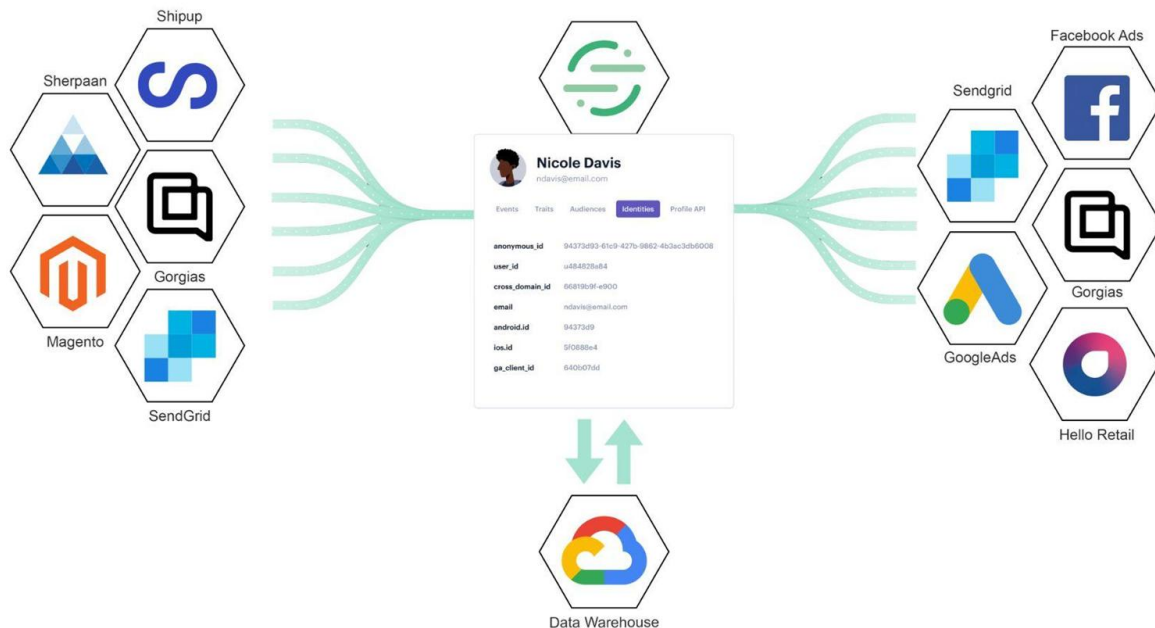 Shipup
Sherpaan
Gorgias
Magento
SendGrid
Nicole Davis
ndavis@email.com
Events Traits Audiences Identities Profile API
anonymous_id 94373d93-61c9-427b-9862-4b3ac3db6008
user_id u484828e84
cross_domain_id 66819b9f-e900
email ndavis@email.com
android.id 94373d9
ios.id 5f0888e4
ga_client_id 640b07dd
Data Warehouse
Facebook Ads
Sendgrid
Gorgias
GoogleAds
Hello Retail